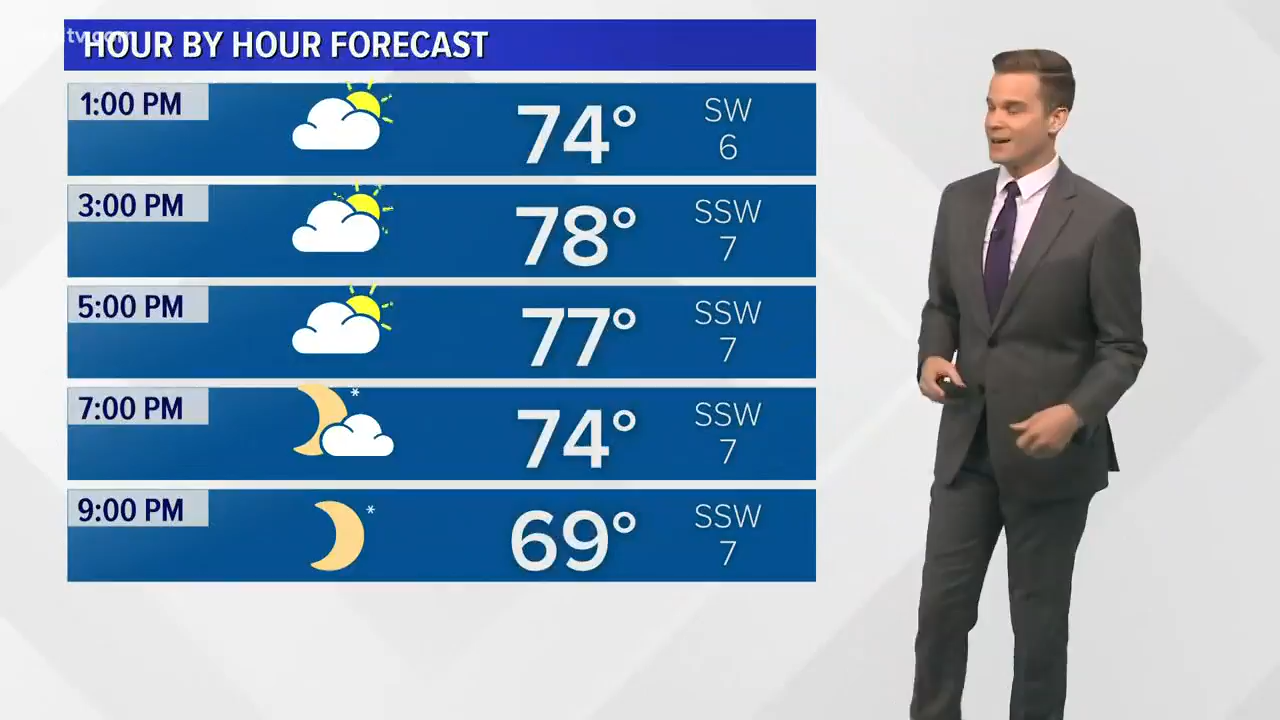 HOUR BY HOUR FORECAST
1:00 PM
74°
SW
6
3:00 PM
78°
SSW
7
5:00 PM
77°
SSW
7
7:00 PM
74°
SSW
7
9:00 PM
69°
SSW
7